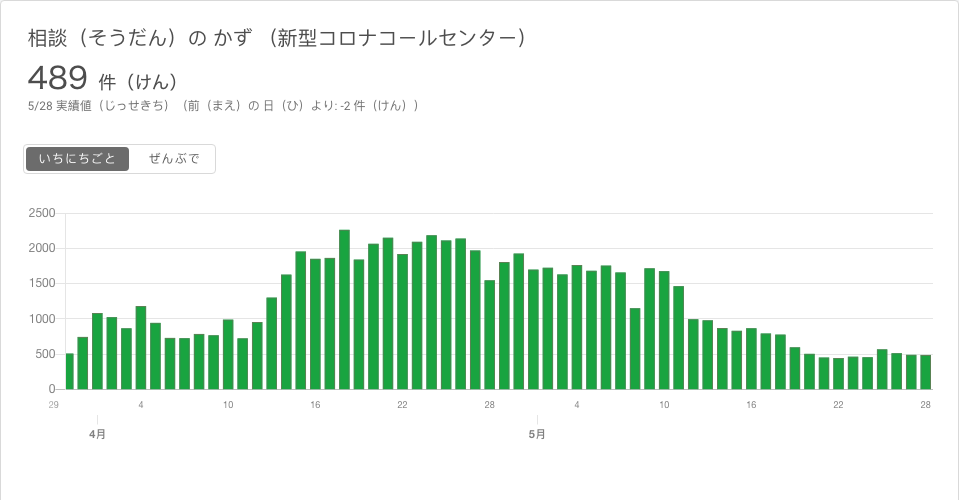 相談（そうだん）の かず （新型コロナコールセンター）
489 件（けん）
5/28 実績値（じっせきち）（前（まえ）の 日（ひ）より: -2 件（けん））
いちにちごと ぜんぶで
2500
2000
1500
1000
500
0
29 4 10 16 22 28 4 10 16 22 28
4月 5月